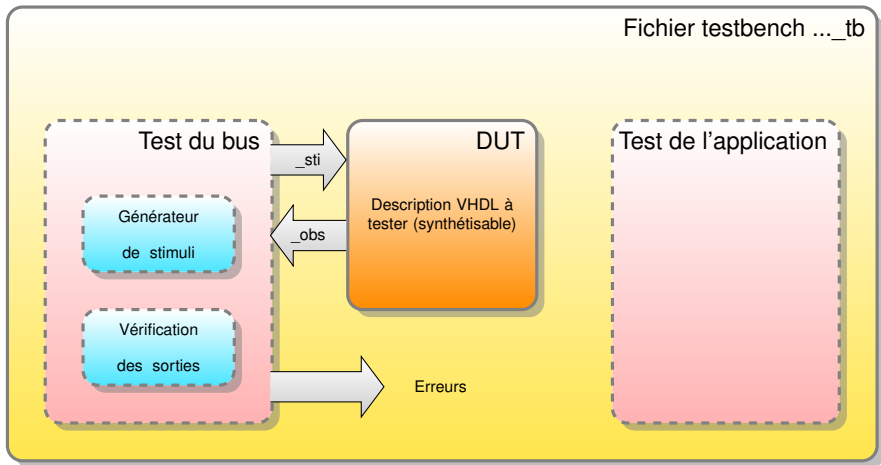 Fichier testbench ..._tb
Test du bus
_sti
DUT
Test de l'application
Description VHDL à
tester (synthétisable)
Générateur
de stimuli
_obs
Vérification
des sorties
Erreurs